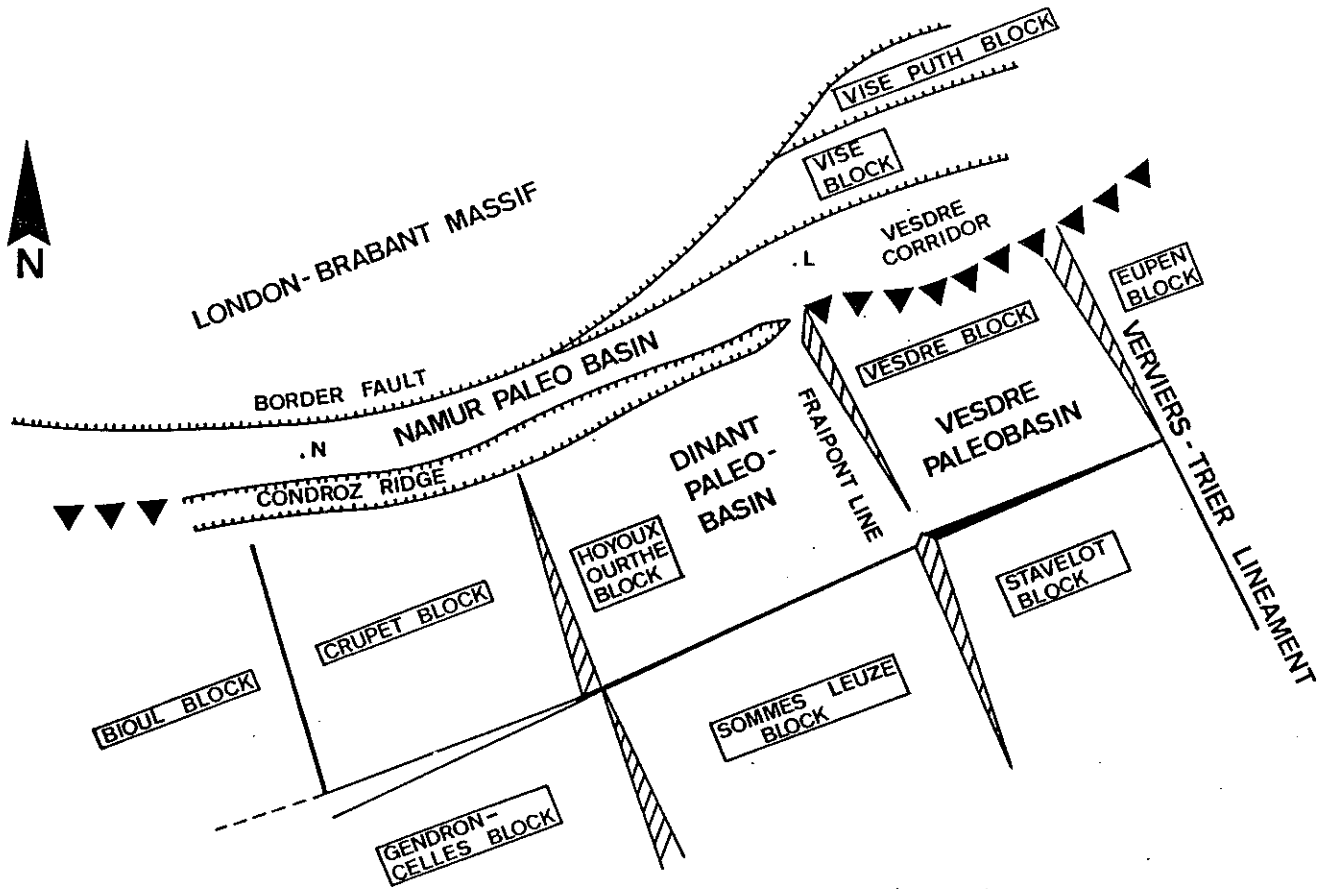 VISE PUTH BLOCK
VISE
BLOCK
N
LONDON-BRABANT MASSIF
VESDRE
CORRIDOR
.L
EUPEN
BLOCK
BORDER FAULT
NAMUR PALEO BASIN
VESDRE BLOCK
VERVIERS-TRIER LINEAMENT
.N
CONDROZ RIDGE
DINANT
PALEO-
BASIN
FRAIPONT LINE
VESDRE
PALEOBASIN
HOYOUX
OURTHE
BLOCK
STAVELOT
BLOCK
CRUPET BLOCK
BIOUL BLOCK
SOMMES LEUZE
BLOCK
GENDRON-
CELLES BLOCK